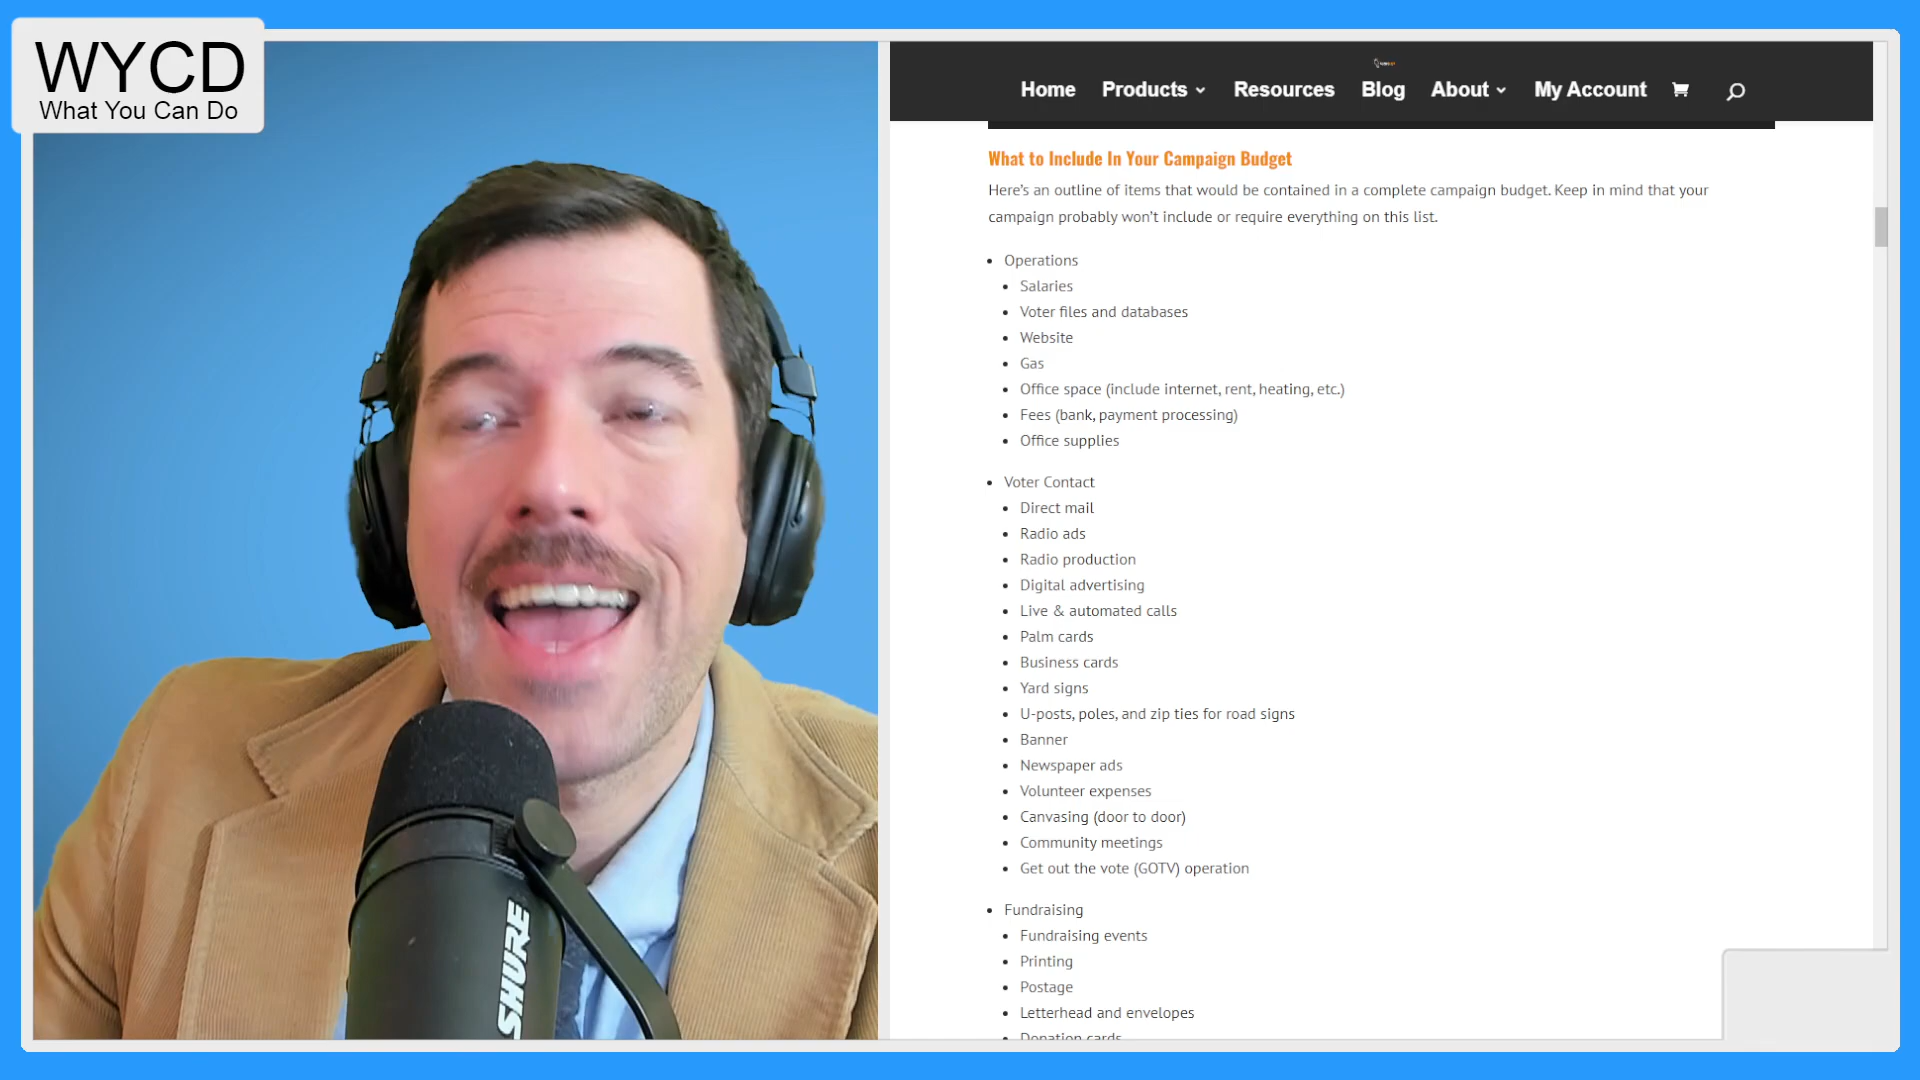 WYCD
What You Can Do
Home Products Resources Blog About My Account
What to Include In Your Campaign Budget
Here's an outline of items that would be contained in a complete campaign budget. Keep in mind that your
campaign probably won't include or require everything on this list.
Operations
Salaries
Voter files and databases
Website
Gas
Office space (include internet, rent, heating, etc.)
Fees (bank, payment processing)
Office supplies
Voter Contact
Direct mail
Radio ads
Radio production
Digital advertising
Live & automated calls
Palm cards
Business cards
Yard signs
U-posts, poles, and zip ties for road signs
Banner
Newspaper ads
Volunteer expenses
Canvasing (door to door)
Community meetings
Get out the vote (GOTV) operation
Fundraising
Fundraising events
Printing
Postage
Letterhead and envelopes
Donation cards
SHURE